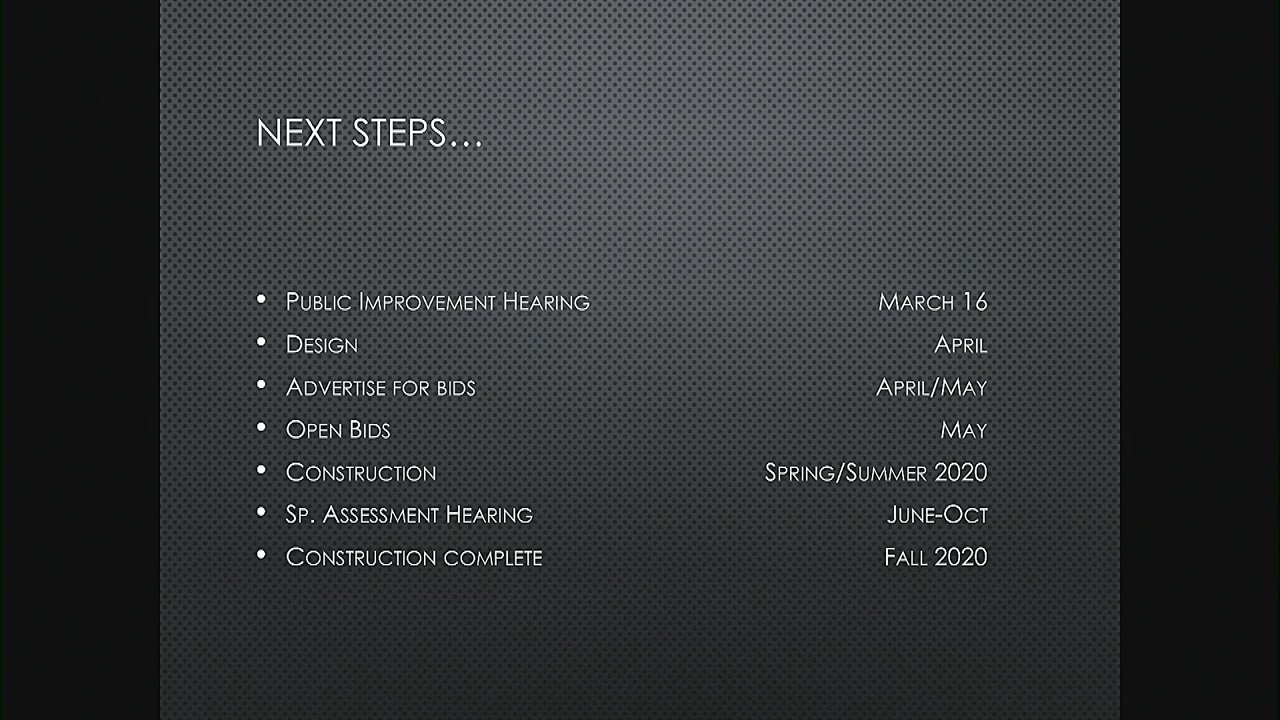 NEXT STEPS...
• PUBLIC IMPROVEMENT HEARING MARCH 16
• DESIGN APRIL
• ADVERTISE FOR BIDS APRIL/MAY
• OPEN BIDS MAY
• CONSTRUCTION SPRING/SUMMER 2020
• SP. ASSESSMENT HEARING JUNE-OCT
• CONSTRUCTION COMPLETE FALL 2020